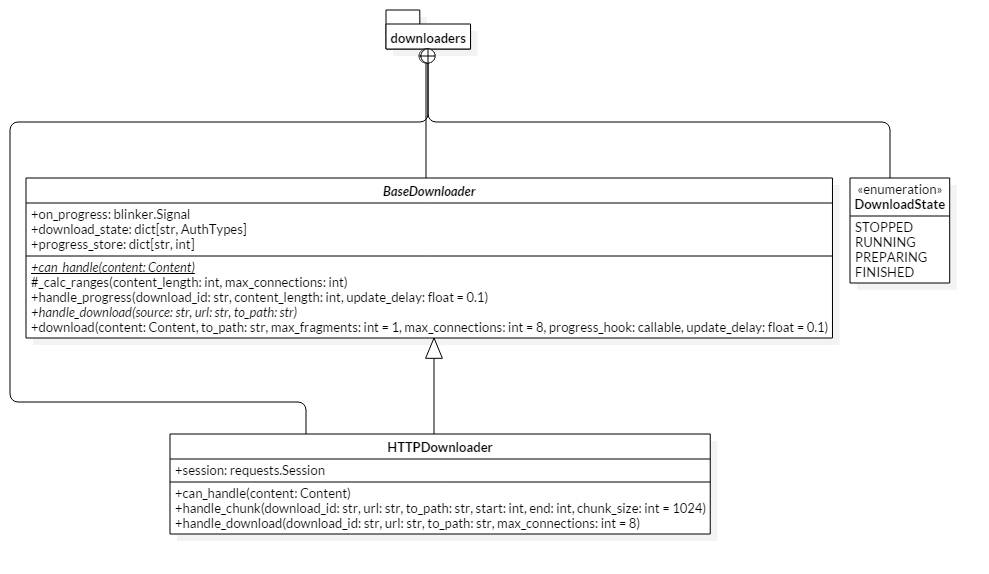 downloaders
BaseDownloader
+on_progress: blinker.Signal
+download_state: dict[str, AuthTypes]
+progress_store: dict[str, int]
+can_handle(content: Content)
#_calc_ranges(content_length: int, max_connections: int)
+handle_progress(download_id: str, content_length: int, update_delay: float = 0.1)
+handle_download(source: str, url: str, to_path: str)
+download(content: Content, to_path: str, max_fragments: int = 1, max_connections: int = 8, progress_hook: callable, update_delay: float = 0.1)
«enumeration»
DownloadState
STOPPED
RUNNING
PREPARING
FINISHED
HTTPDownloader
+session: requests.Session
+can_handle(content: Content)
+handle_chunk(download_id: str, url: str, to_path: str, start: int, end: int, chunk_size: int = 1024)
+handle_download(download_id: str, url: str, to_path: str, max_connections: int = 8)